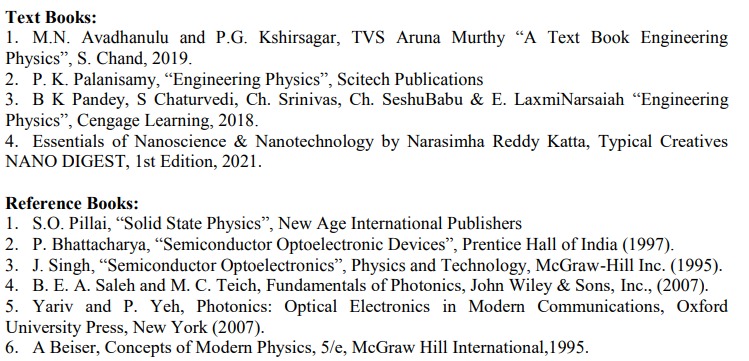 Text Books:
1. M.N. Avadhanulu and P.G. Kshirsagar, TVS Aruna Murthy “A Text Book Engineering
Physics”, S. Chand, 2019.
2. P. K. Palanisamy, “Engineering Physics”, Scitech Publications
3. B K Pandey, S Chaturvedi, Ch. Srinivas, Ch. SeshuBabu & E. LaxmiNarsaiah “Engineering
Physics”, Cengage Learning, 2018.
4. Essentials of Nanoscience & Nanotechnology by Narasimha Reddy Katta, Typical Creatives
NANO DIGEST, 1st Edition, 2021.
Reference Books:
1. S.O. Pillai, “Solid State Physics”, New Age International Publishers
2. P. Bhattacharya, “Semiconductor Optoelectronic Devices”, Prentice Hall of India (1997).
3. J. Singh, “Semiconductor Optoelectronics”, Physics and Technology, McGraw-Hill Inc. (1995).
4. B. E. A. Saleh and M. C. Teich, Fundamentals of Photonics, John Wiley & Sons, Inc., (2007).
5. Yariv and P. Yeh, Photonics: Optical Electronics in Modern Communications, Oxford
University Press, New York (2007).
6. A Beiser, Concepts of Modern Physics, 5/e, McGraw Hill International,1995.